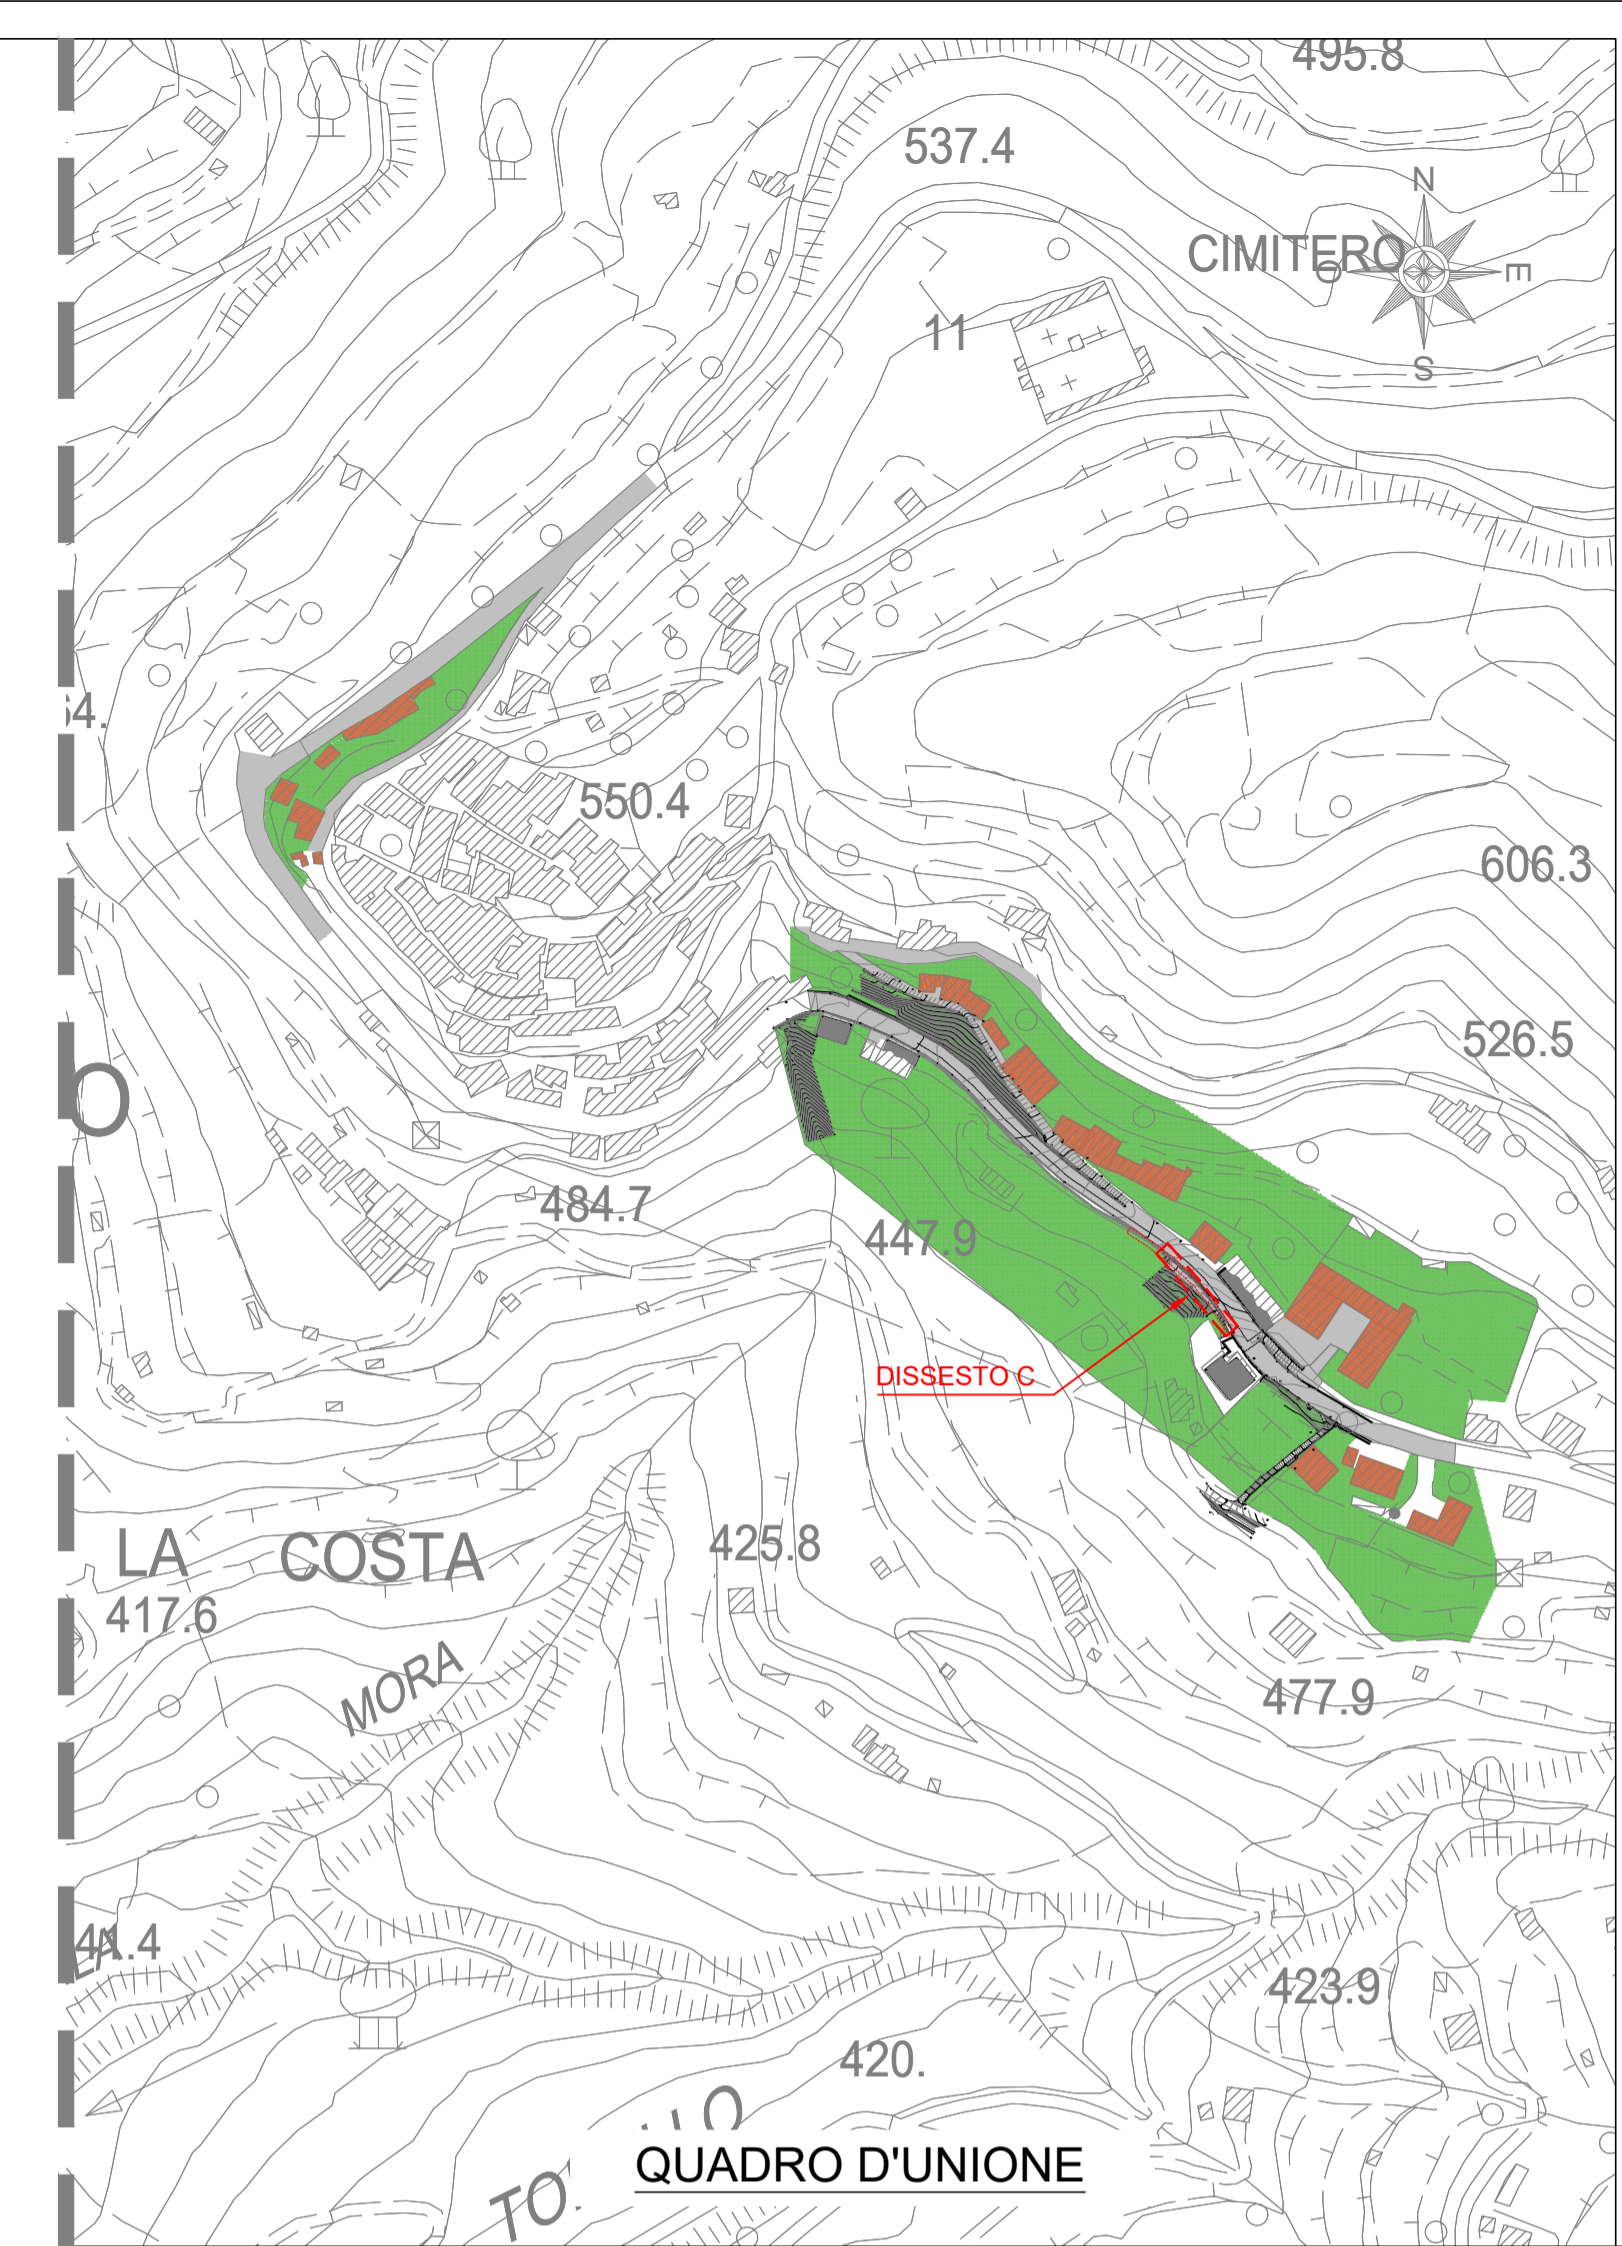 495.8
537.4
N
CIMITERO
O
E
11
S
550.4
606.3
526.5
O
484.7
447.9
DISSESTO C
LA COSTA
425.8
417.6
MORA
477.9
LA
423.9
420.
QUADRO D'UNIONE